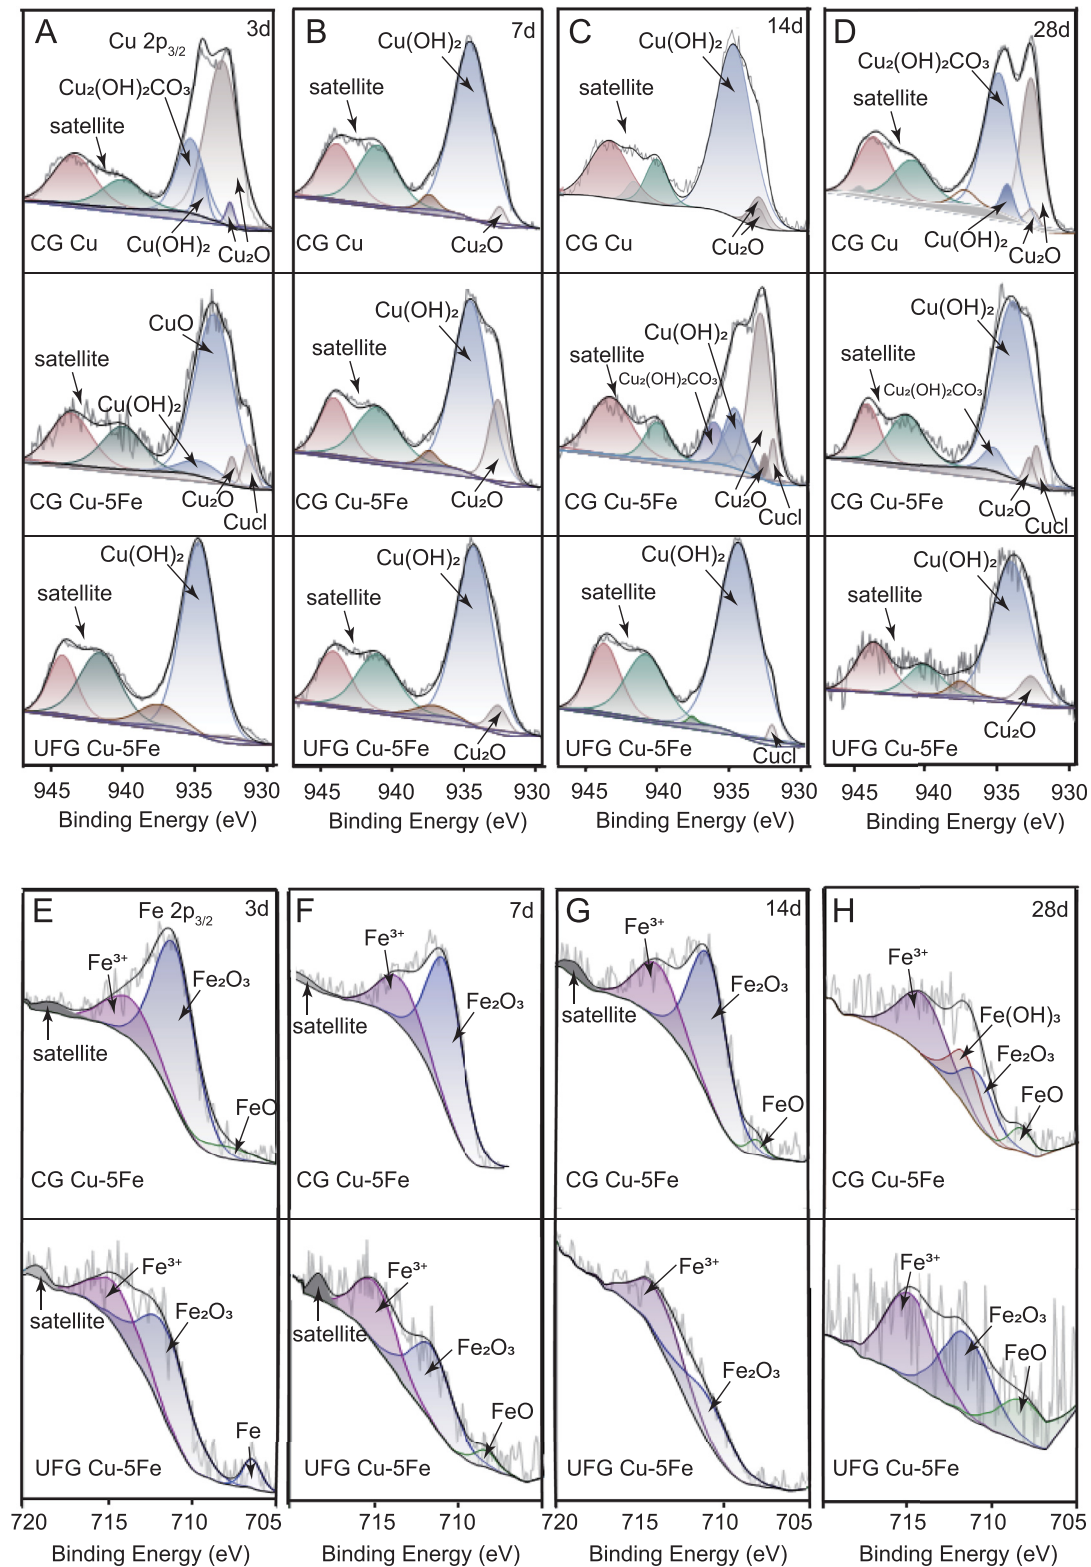 A
Cu 2p3/2
3d
Cu₂(OH)₂CO₃
satellite
Cu(OH)₂
Cu₂O
CG Cu
B
7d
Cu(OH)₂
satellite
Cu₂O
CG Cu
C
14d
Cu(OH)₂
satellite
Cu₂O
CG Cu
D
28d
Cu₂(OH)₂CO₃
satellite
Cu(OH)₂
Cu₂O
CG Cu
CuO
satellite
Cu(OH)₂
Cu₂O
CG Cu-5Fe
Cucl
Cu(OH)₂
satellite
Cu₂O
CG Cu-5Fe
Cu(OH)₂
satellite
Cu₂(OH)₂CO₃
Cu₂O
CG Cu-5Fe
Cucl
Cu(OH)₂
satellite
Cu₂(OH)₂CO₃
Cu₂O
CG Cu-5Fe
Cucl
Cu(OH)₂
satellite
UFG Cu-5Fe
Cu(OH)₂
satellite
Cu₂O
UFG Cu-5Fe
Cu(OH)₂
satellite
UFG Cu-5Fe
Cucl
Cu(OH)₂
satellite
Cu₂O
UFG Cu-5Fe
945 940 935 930
945 940 935 930
945 940 935 930
945 940 935 930
Binding Energy (eV)
Binding Energy (eV)
Binding Energy (eV)
Binding Energy (eV)
E
Fe 2p3/2
3d
Fe³⁺
Fe₂O₃
satellite
FeO
CG Cu-5Fe
F
7d
Fe³⁺
Fe₂O₃
satellite
CG Cu-5Fe
G
14d
Fe³⁺
Fe₂O₃
satellite
FeO
CG Cu-5Fe
H
28d
Fe³⁺
Fe(OH)₃
Fe₂O₃
FeO
CG Cu-5Fe
Fe³⁺
Fe₂O₃
satellite
Fe
UFG Cu-5Fe
Fe³⁺
satellite
Fe₂O₃
FeO
UFG Cu-5Fe
Fe³⁺
Fe₂O₃
UFG Cu-5Fe
Fe³⁺
Fe₂O₃
FeO
UFG Cu-5Fe
720 715 710 705
715 710
715 710 705
715 710 705
Binding Energy (eV)
Binding Energy (eV)
Binding Energy (eV)
Binding Energy (eV)